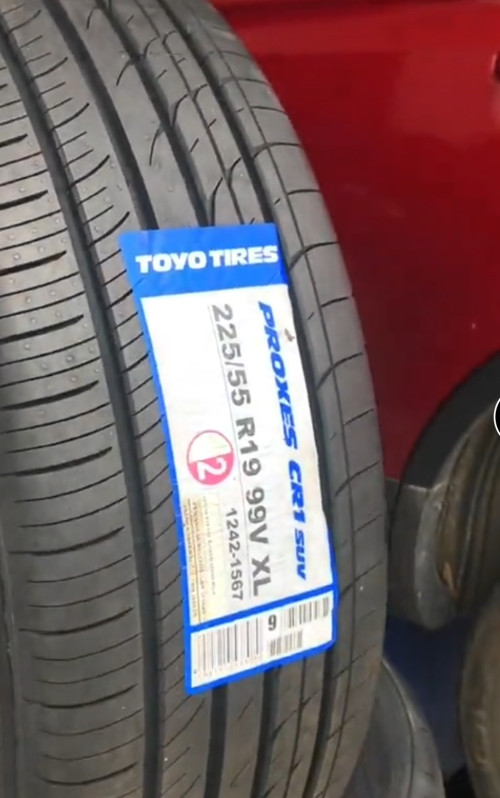 TOYO TIRES
PROXES CR1 SUV
225/55 R19 99V XL
1242-1567
2
9